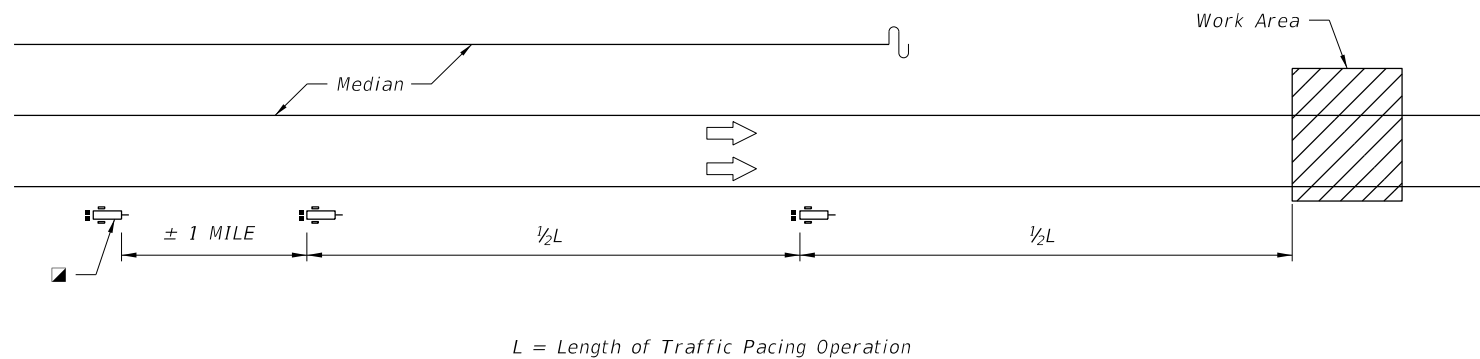 Work Area
Median
± 1 MILE
½L
½L
L = Length of Traffic Pacing Operation